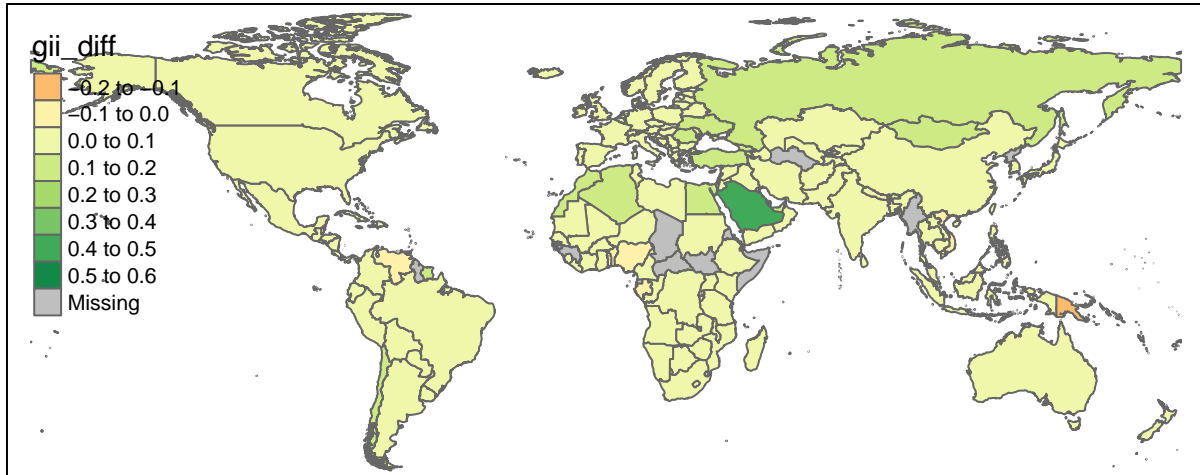 gii_diff
−0.2 to −0.1
−0.1 to 0.0
0.0 to 0.1
0.1 to 0.2
0.2 to 0.3
0.3 to 0.4
0.4 to 0.5
0.5 to 0.6
Missing